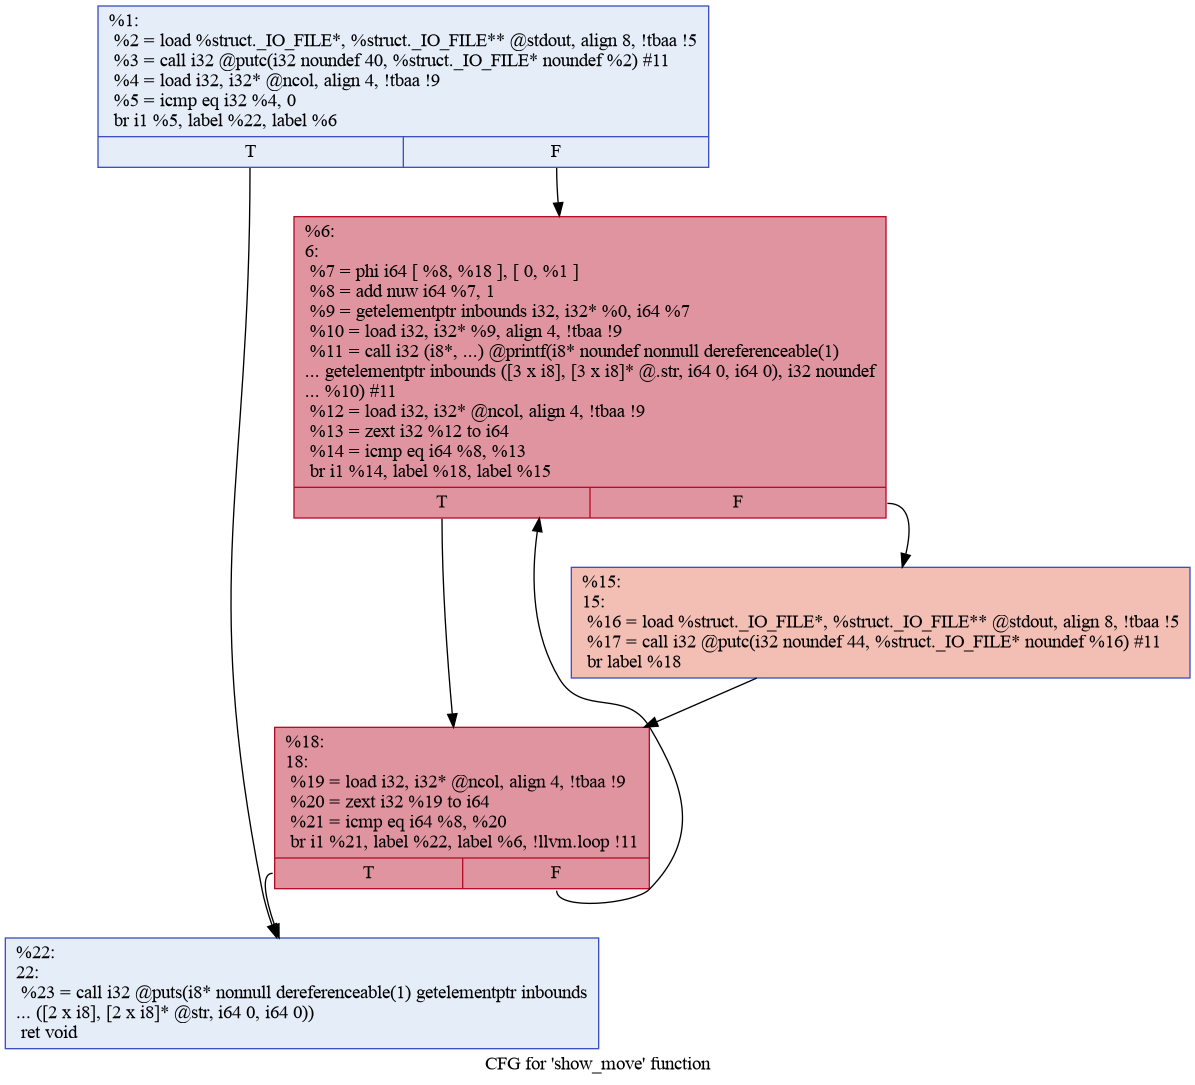 %1:
%2 = load %struct._IO_FILE*, %struct._IO_FILE** @stdout, align 8, !tbaa !5
%3 = call i32 @putc(i32 noundef 40, %struct._IO_FILE* noundef %2) #11
%4 = load i32, i32* @ncol, align 4, !tbaa !9
%5 = icmp eq i32 %4, 0
br i1 %5, label %22, label %6
T F
%6:
6:
%7 = phi i64 [ %8, %18 ], [ 0, %1 ]
%8 = add nuw i64 %7, 1
%9 = getelementptr inbounds i32, i32* %0, i64 %7
%10 = load i32, i32* %9, align 4, !tbaa !9
%11 = call i32 (i8*, ...) @printf(i8* noundef nonnull dereferenceable(1)
... getelementptr inbounds ([3 x i8], [3 x i8]* @.str, i64 0, i64 0), i32 noundef
... %10) #11
%12 = load i32, i32* @ncol, align 4, !tbaa !9
%13 = zext i32 %12 to i64
%14 = icmp eq i64 %8, %13
br i1 %14, label %18, label %15
T F
%15:
15:
%16 = load %struct._IO_FILE*, %struct._IO_FILE** @stdout, align 8, !tbaa !5
%17 = call i32 @putc(i32 noundef 44, %struct._IO_FILE* noundef %16) #11
br label %18
%18:
18:
%19 = load i32, i32* @ncol, align 4, !tbaa !9
%20 = zext i32 %19 to i64
%21 = icmp eq i64 %8, %20
br i1 %21, label %22, label %6, !llvm.loop !11
T F
%22:
22:
%23 = call i32 @puts(i8* nonnull dereferenceable(1) getelementptr inbounds
... ([2 x i8], [2 x i8]* @str, i64 0, i64 0))
ret void
CFG for 'show_move' function